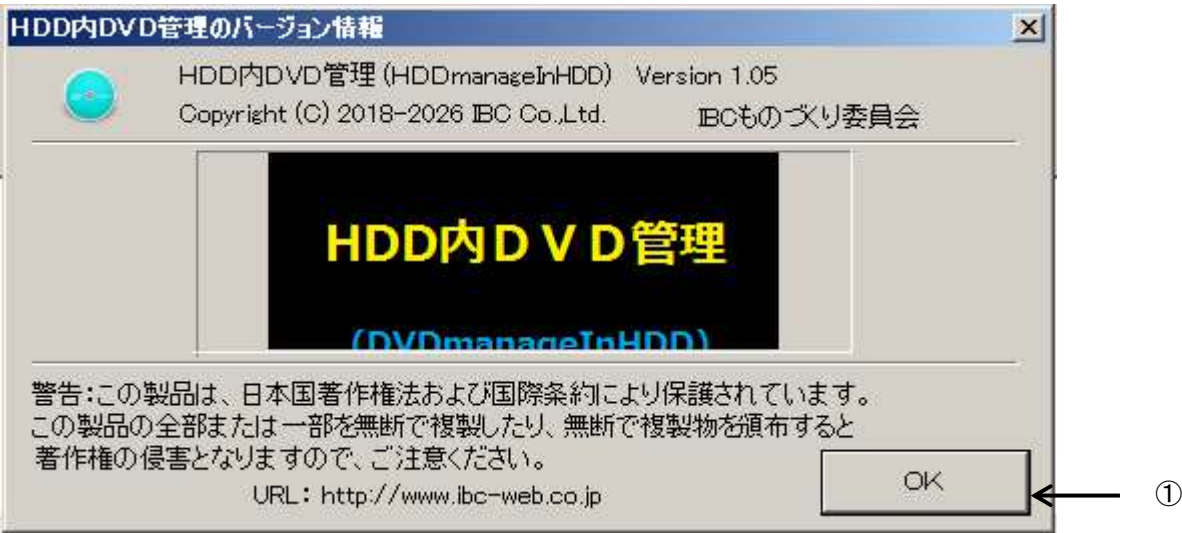 HDD内DVD管理のバージョン情報
HDD内DVD管理 (HDDmanageInHDD) Version 1.05
Copyright (C) 2018-2026 IBC Co.,Ltd. IBCものづくり委員会
HDD内DVD管理
(DVDmanageInHDD)
警告:この製品は、日本国著作権法および国際条約により保護されています。
この製品の全部または一部を無断で複製したり、無断で複製物を頒布すると
著作権の侵害となりますので、ご注意ください。
URL: http://www.ibc-web.co.jp
OK
①